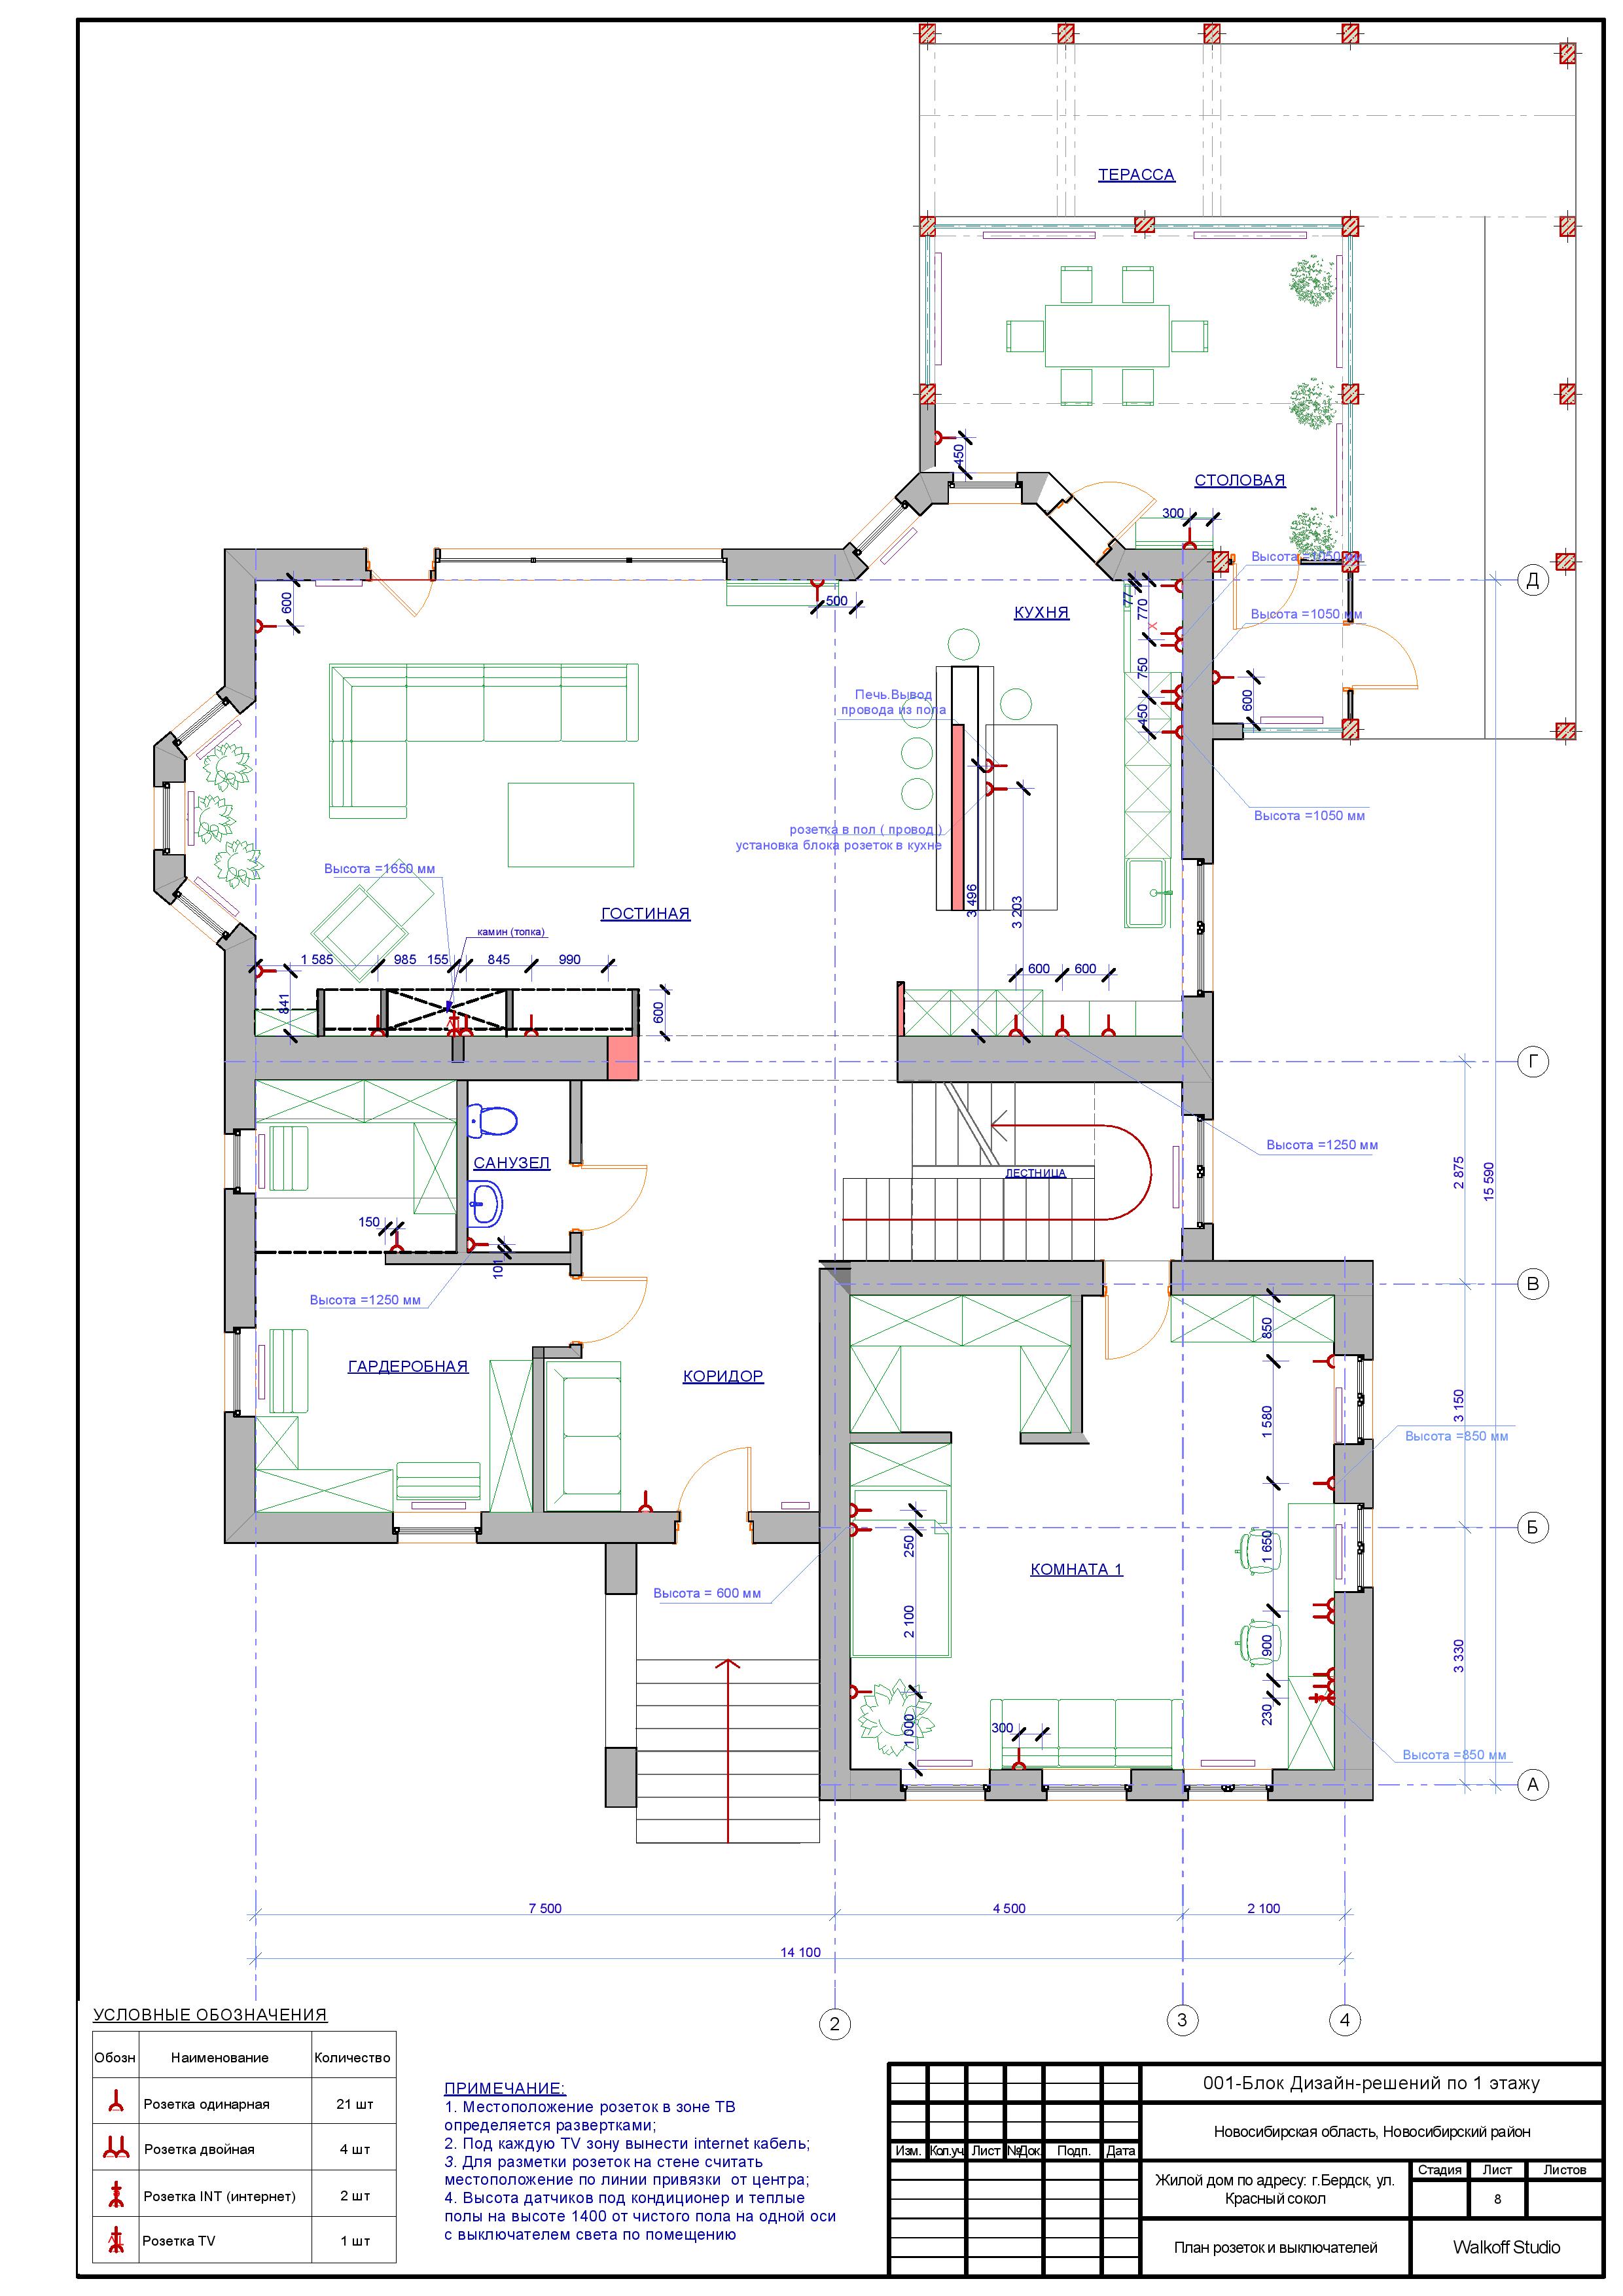 ТЕРАССА
450
СТОЛОВАЯ
300
Высота =1050 мм
Д
600
500
КУХНЯ
77
770
Высота =1050 мм
X
750
450
600
Печь.Вывод
провода из пола
розетка в пол ( провод )
установка блока розеток в кухне
Высота =1050 мм
Высота =1650 мм
3 496
3 203
ГОСТИНАЯ
камин (топка)
1 585
985
155
845
990
600
600
841
600
Г
Высота =1250 мм
САНУЗЕЛ
ЛЕСТНИЦА
2 875
15 590
150
101
В
Высота =1250 мм
850
ГАРДЕРОБНАЯ
КОРИДОР
1 580
3 150
Высота =850 мм
Б
250
1 650
КОМНАТА 1
Высота = 600 мм
2 100
900
3 330
230
1 000
300
Высота =850 мм
А
7 500
4 500
2 100
14 100
2
3
4
УСЛОВНЫЕ ОБОЗНАЧЕНИЯ
Обозн
Наименование
Количество
Розетка одинарная
21 шт
Розетка двойная
4 шт
Розетка INT (интернет)
2 шт
Розетка TV
1 шт
ПРИМЕЧАНИЕ:
1. Местоположение розеток в зоне ТВ
определяется развертками;
2. Под каждую TV зону вынести internet кабель;
3. Для разметки розеток на стене считать
местоположение по линии привязки от центра;
4. Высота датчиков под кондиционер и теплые
полы на высоте 1400 от чистого пола на одной оси
с выключателем света по помещению
001-Блок Дизайн-решений по 1 этажу
Новосибирская область, Новосибирский район
Изм.
Кол.уч
Лист
№Док.
Подп.
Дата
Жилой дом по адресу: г.Бердск, ул.
Красный сокол
Стадия
Лист
Листов
8
План розеток и выключателей
Walkoff Studio